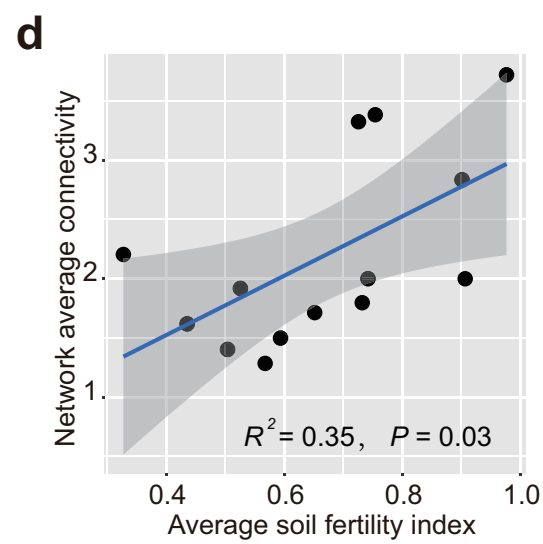 d
Network average connectivity
3
2
1
R² = 0.35, P = 0.03
0.4 0.6 0.8 1.0
Average soil fertility index